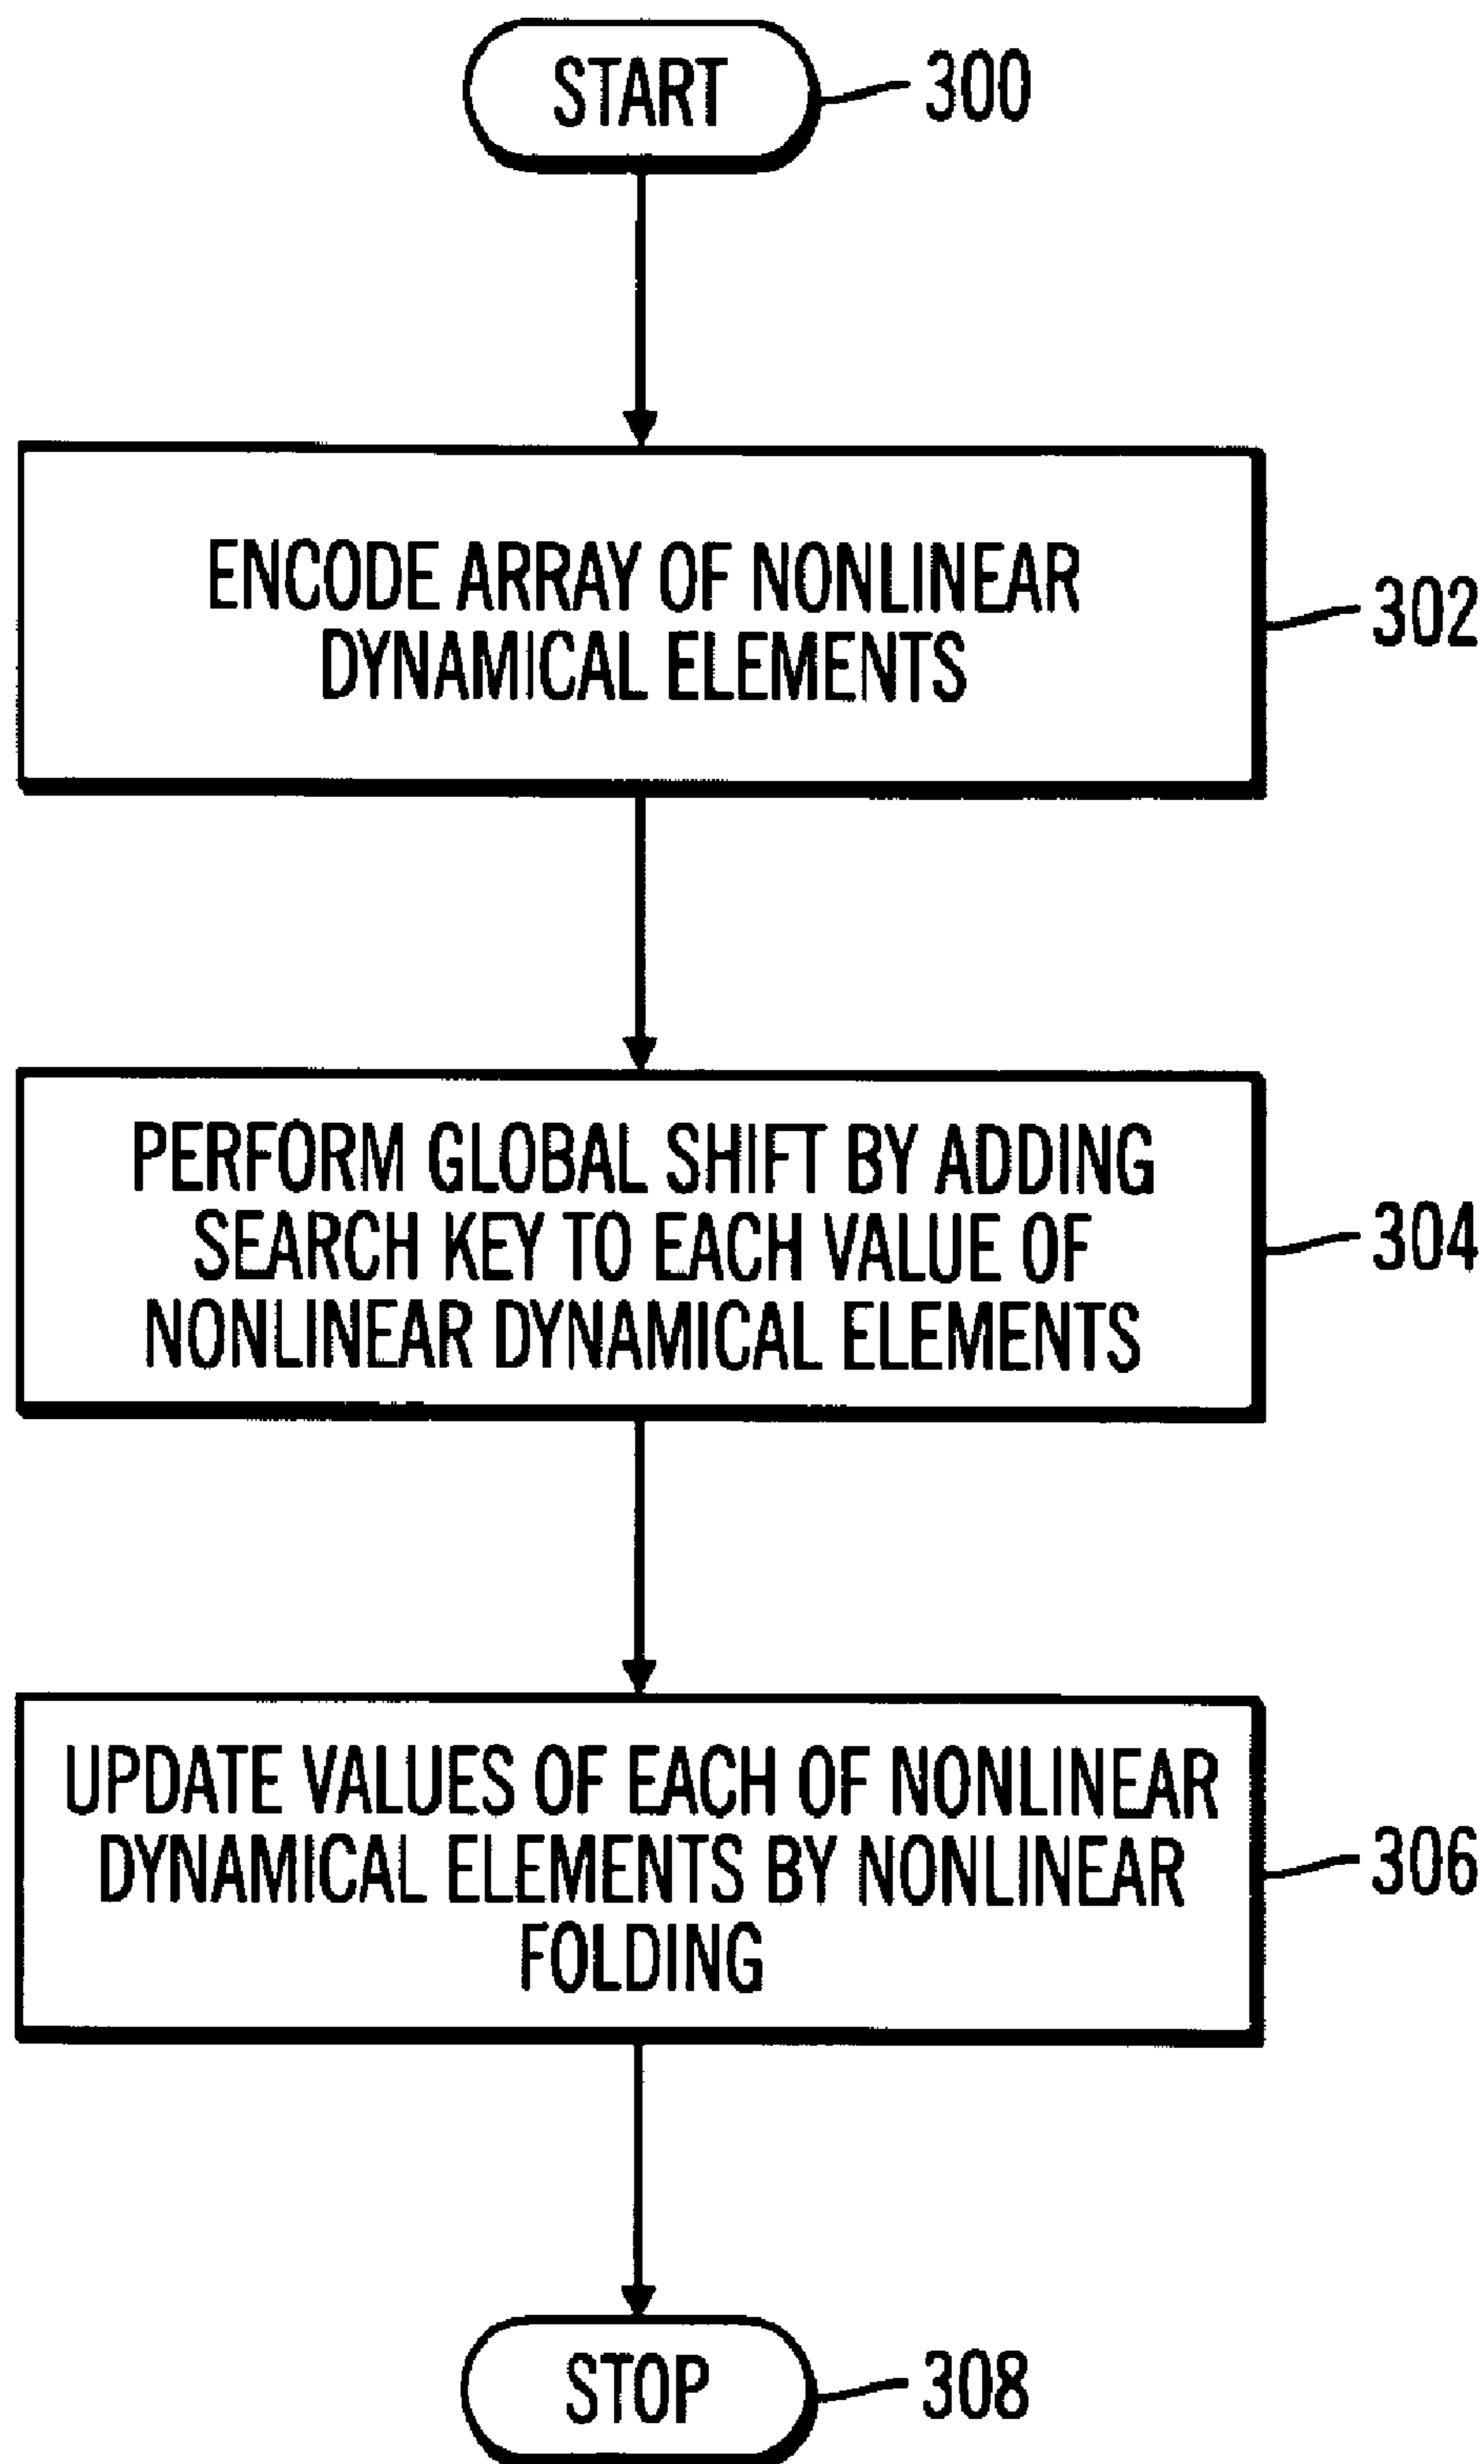 START
300
ENCODE ARRAY OF NONLINEAR
DYNAMICAL ELEMENTS
302
PERFORM GLOBAL SHIFT BY ADDING
SEARCH KEY TO EACH VALUE OF
NONLINEAR DYNAMICAL ELEMENTS
304
UPDATE VALUES OF EACH OF NONLINEAR
DYNAMICAL ELEMENTS BY NONLINEAR
FOLDING
306
STOP
308